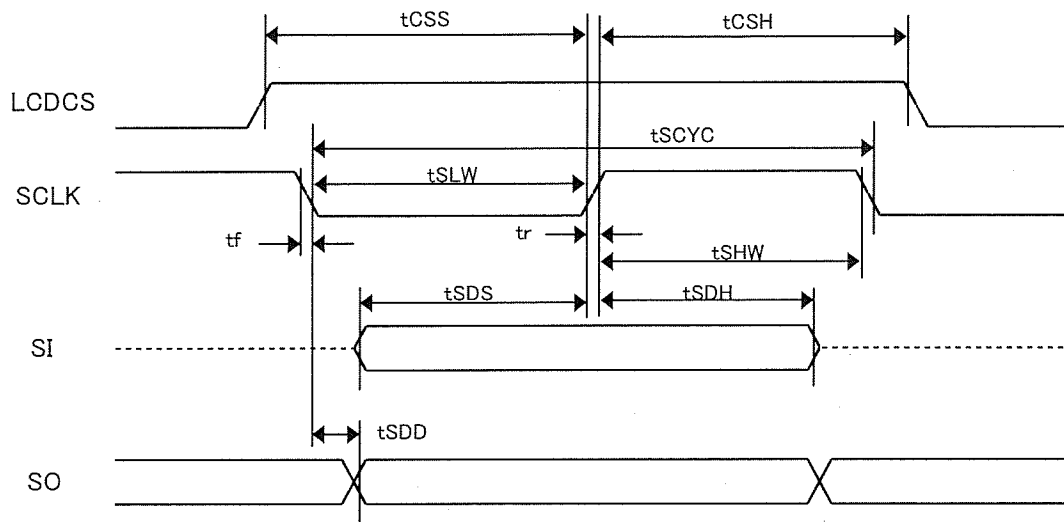 tCSS
tCSH
LCDCS
tSCYC
tSLW
SCLK
tf
tr
tSHW
tSDS
tSDH
SI
tSDD
SO